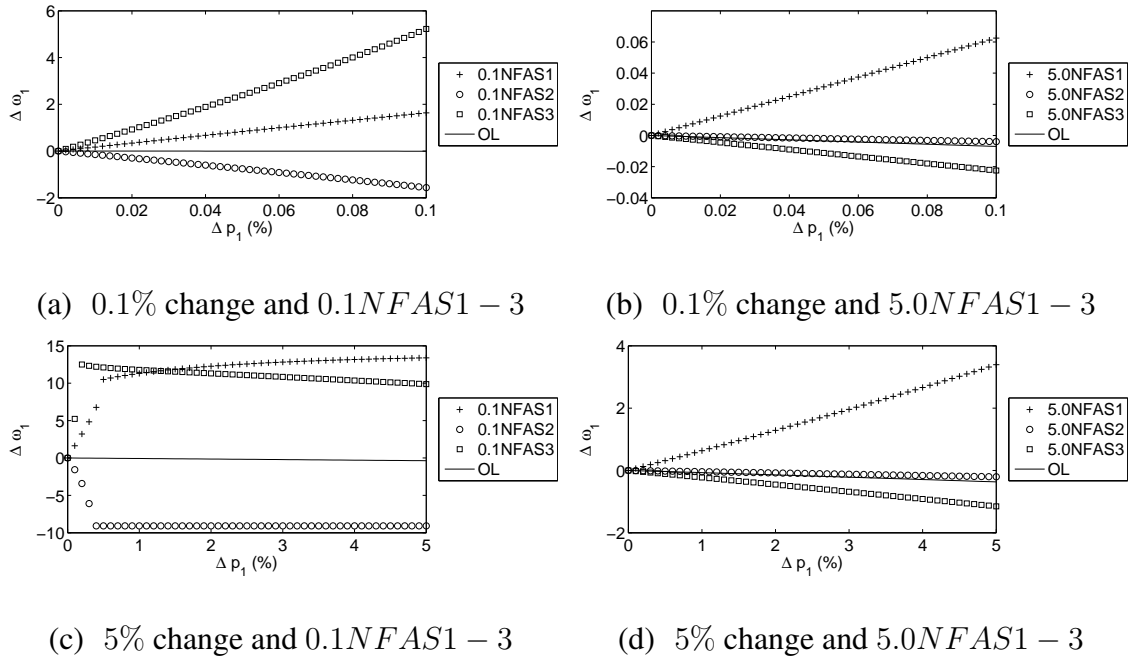 6
4
2
0
−2
0
0.02
0.04
0.06
0.08
0.1
Δ ω1
Δ p1 (%)
0.1NFAS1
0.1NFAS2
0.1NFAS3
OL
0.08
0.06
0.04
0.02
0.00
−0.02
−0.04
0
0.02
0.04
0.06
0.08
0.1
Δ ω1
Δ p1 (%)
5.0NFAS1
5.0NFAS2
5.0NFAS3
OL
(a) 0.1% change and 0.1NFAS1 − 3
(b) 0.1% change and 5.0NFAS1 − 3
15
10
5
0
−5
−10
0
1
2
3
4
5
Δ ω1
Δ p1 (%)
0.1NFAS1
0.1NFAS2
0.1NFAS3
OL
4
2
0
−2
0
1
2
3
4
5
Δ ω1
Δ p1 (%)
5.0NFAS1
5.0NFAS2
5.0NFAS3
OL
(c) 5% change and 0.1NFAS1 − 3
(d) 5% change and 5.0NFAS1 − 3